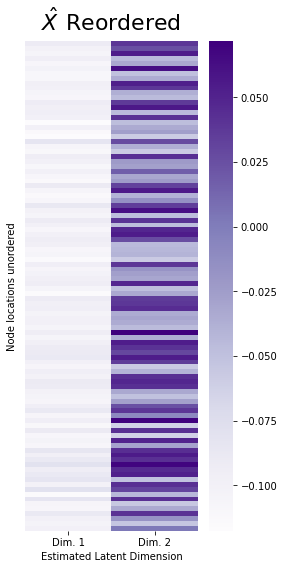 X̂ Reordered
Node locations unordered
0.050
0.025
0.000
−0.025
−0.050
−0.075
−0.100
Dim. 1 Dim. 2
Estimated Latent Dimension